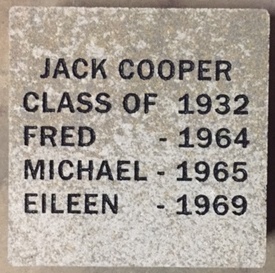 JACK COOPER
CLASS OF 1932
FRED - 1964
MICHAEL - 1965
EILEEN - 1969